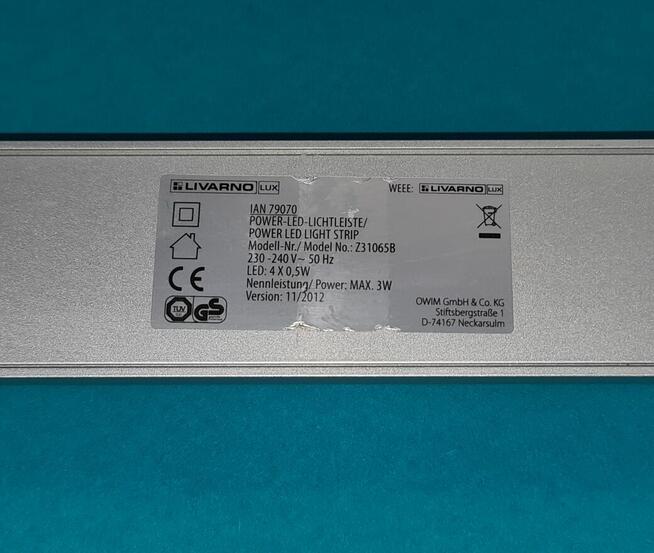 LIVARNO LUX
WEEE: LIVARNO LUX
IAN 79070
POWER-LED-LICHTLEISTE/
POWER LED LIGHT STRIP
Modell-Nr./ Model No.: Z31065B
230 -240 V~ 50 Hz
LED: 4 X 0,5W
Nennleistung/ Power: MAX. 3W
Version: 11/2012
CE
TÜV
GS
OWIM GmbH & Co. KG
Stiftsbergstraße 1
D-74167 Neckarsulm